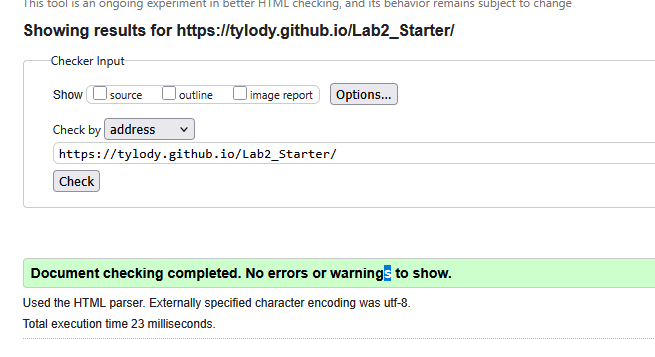 This tool is an ongoing experiment in better HTML checking, and its behavior remains subject to change
Showing results for https://tylody.github.io/Lab2_Starter/
Checker Input
Show source outline image report Options...
Check by address
https://tylody.github.io/Lab2_Starter/
Check
Document checking completed. No errors or warnings to show.
Used the HTML parser. Externally specified character encoding was utf-8.
Total execution time 23 milliseconds.